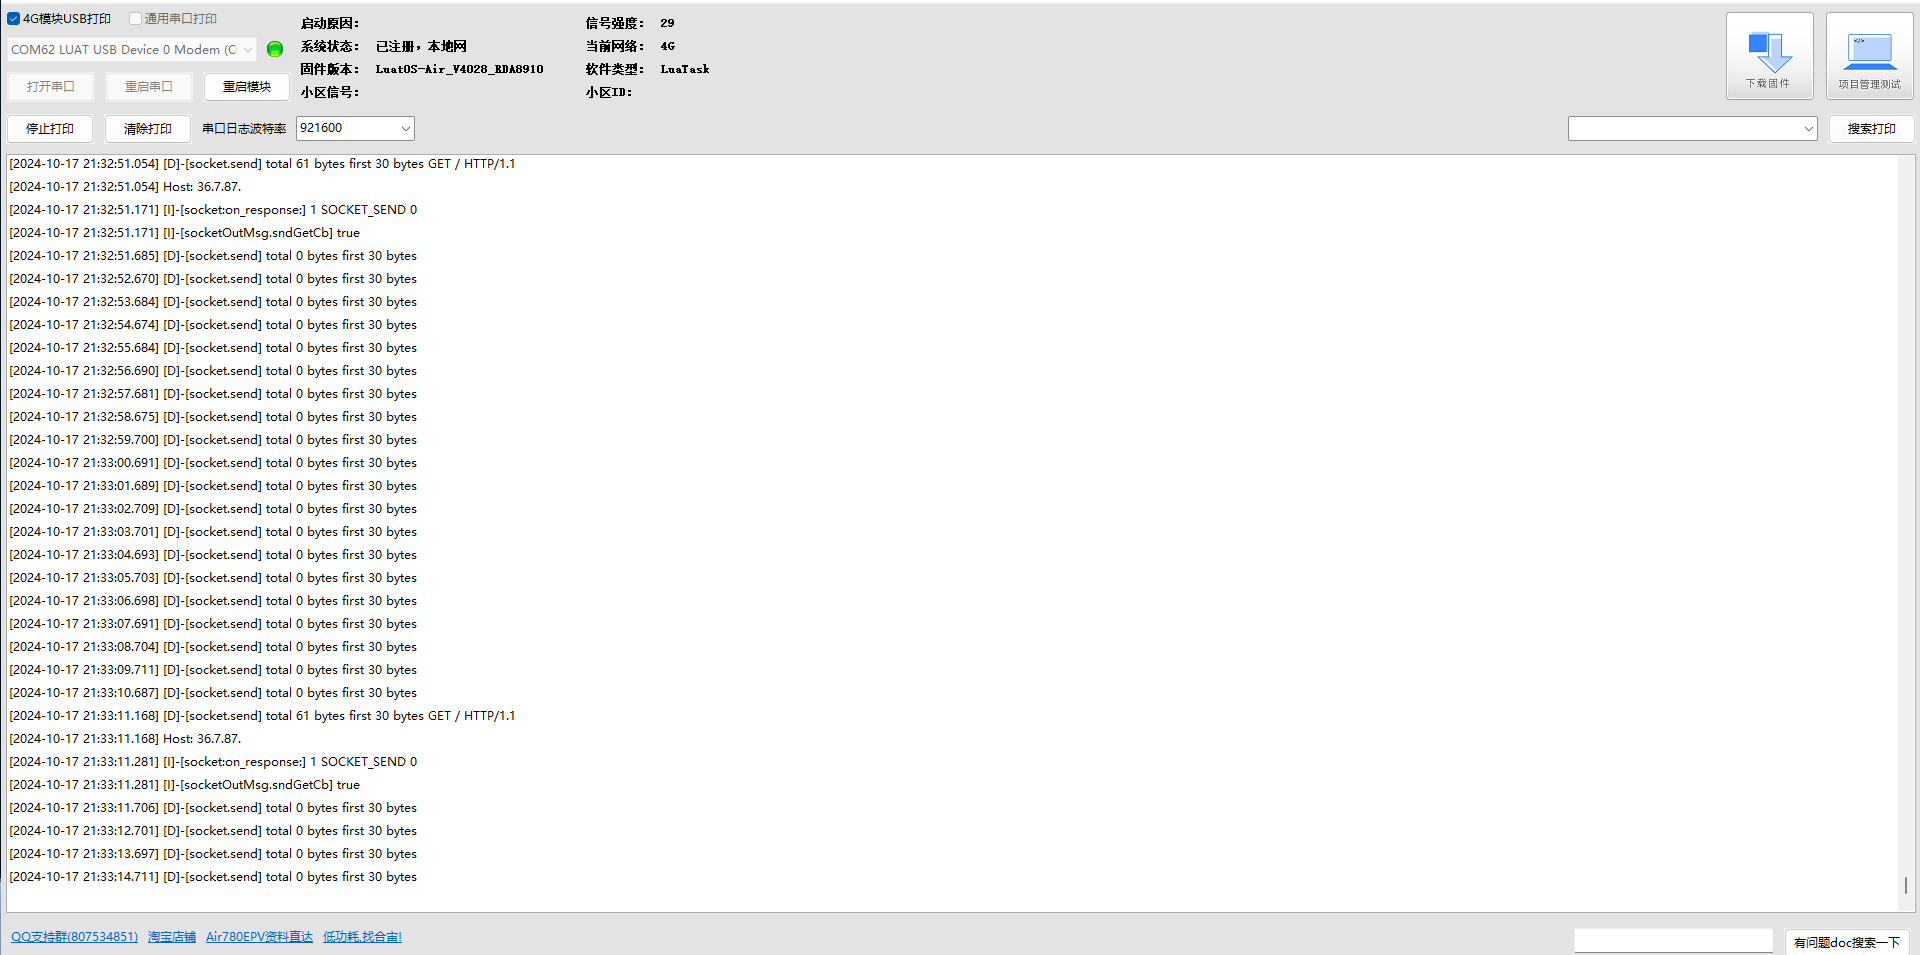 4G模块USB打印 通用串口打印
COM62 LUAT USB Device 0 Modem (C
打开串口 重启串口 重启模块
启动原因： 信号强度： 29
系统状态： 已注册，本地网 当前网络： 4G
固件版本： LuatOS-Air_V4028_RDA8910 软件类型： LuaTask
小区信号： 小区ID：
下载固件 项目管理测试
停止打印 清除打印 串口日志波特率 921600 搜索打印
[2024-10-17 21:32:51.054] [D]-[socket.send] total 61 bytes first 30 bytes GET / HTTP/1.1
[2024-10-17 21:32:51.054] Host: 36.7.87.
[2024-10-17 21:32:51.171] [I]-[socket:on_response:] 1 SOCKET_SEND 0
[2024-10-17 21:32:51.171] [I]-[socketOutMsg.sndGetCb] true
[2024-10-17 21:32:51.685] [D]-[socket.send] total 0 bytes first 30 bytes
[2024-10-17 21:32:52.670] [D]-[socket.send] total 0 bytes first 30 bytes
[2024-10-17 21:32:53.684] [D]-[socket.send] total 0 bytes first 30 bytes
[2024-10-17 21:32:54.674] [D]-[socket.send] total 0 bytes first 30 bytes
[2024-10-17 21:32:55.684] [D]-[socket.send] total 0 bytes first 30 bytes
[2024-10-17 21:32:56.690] [D]-[socket.send] total 0 bytes first 30 bytes
[2024-10-17 21:32:57.681] [D]-[socket.send] total 0 bytes first 30 bytes
[2024-10-17 21:32:58.675] [D]-[socket.send] total 0 bytes first 30 bytes
[2024-10-17 21:32:59.700] [D]-[socket.send] total 0 bytes first 30 bytes
[2024-10-17 21:33:00.691] [D]-[socket.send] total 0 bytes first 30 bytes
[2024-10-17 21:33:01.689] [D]-[socket.send] total 0 bytes first 30 bytes
[2024-10-17 21:33:02.709] [D]-[socket.send] total 0 bytes first 30 bytes
[2024-10-17 21:33:03.701] [D]-[socket.send] total 0 bytes first 30 bytes
[2024-10-17 21:33:04.693] [D]-[socket.send] total 0 bytes first 30 bytes
[2024-10-17 21:33:05.703] [D]-[socket.send] total 0 bytes first 30 bytes
[2024-10-17 21:33:06.698] [D]-[socket.send] total 0 bytes first 30 bytes
[2024-10-17 21:33:07.691] [D]-[socket.send] total 0 bytes first 30 bytes
[2024-10-17 21:33:08.704] [D]-[socket.send] total 0 bytes first 30 bytes
[2024-10-17 21:33:09.711] [D]-[socket.send] total 0 bytes first 30 bytes
[2024-10-17 21:33:10.687] [D]-[socket.send] total 0 bytes first 30 bytes
[2024-10-17 21:33:11.168] [D]-[socket.send] total 61 bytes first 30 bytes GET / HTTP/1.1
[2024-10-17 21:33:11.168] Host: 36.7.87.
[2024-10-17 21:33:11.281] [I]-[socket:on_response:] 1 SOCKET_SEND 0
[2024-10-17 21:33:11.281] [I]-[socketOutMsg.sndGetCb] true
[2024-10-17 21:33:11.706] [D]-[socket.send] total 0 bytes first 30 bytes
[2024-10-17 21:33:12.701] [D]-[socket.send] total 0 bytes first 30 bytes
[2024-10-17 21:33:13.697] [D]-[socket.send] total 0 bytes first 30 bytes
[2024-10-17 21:33:14.711] [D]-[socket.send] total 0 bytes first 30 bytes
QQ支持群(807534851) 淘宝店铺 Air780EPV资料直达 低功耗,找合宙!
有问题doc搜索一下